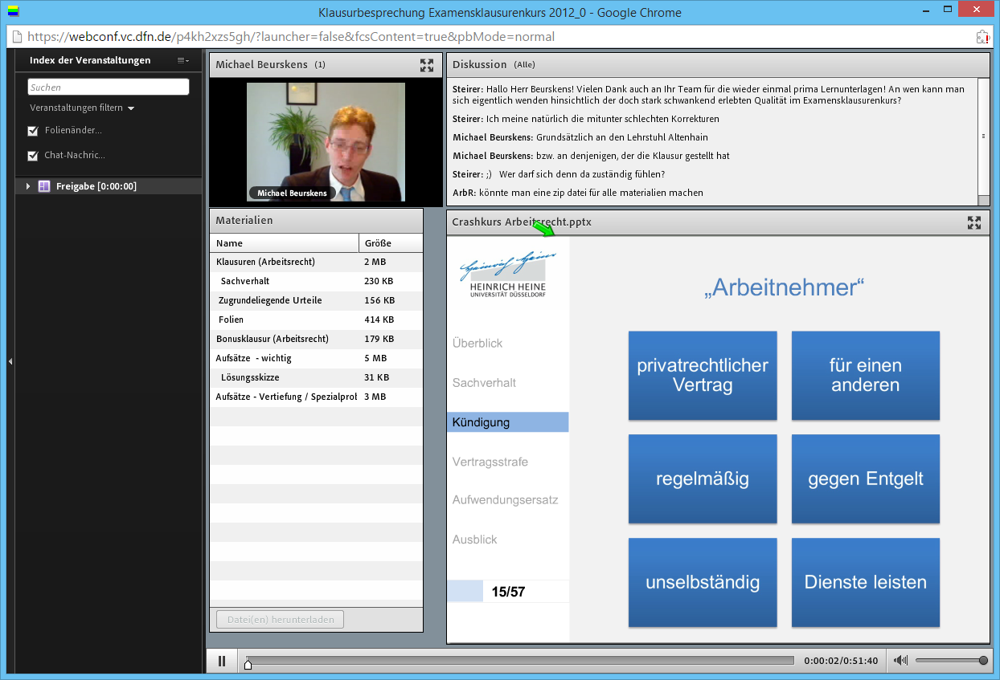 Klausurbesprechung Examensklausurenkurs 2012_0 - Google Chrome
https://webconf.vc.dfn.de/p4kh2xzs5gh/?launcher=false&fcsContent=true&pbMode=normal
Index der Veranstaltungen
Suchen
Veranstaltungen filtern
Folienänder...
Chat-Nachric...
Freigabe [0:00:00]
Michael Beurskens (1)
Michael Beurskens
Diskussion (Alle)
Steirer: Hallo Herr Beurskens! Vielen Dank auch an Ihr Team für die wieder einmal prima Lernunterlagen! An wen kann man
sich eigentlich wenden hinsichtlich der doch stark schwankend erlebten Qualität im Examensklausurenkurs?
Steirer: Ich meine natürlich die mitunter schlechten Korrekturen
Michael Beurskens: Grundsätzlich an den Lehrstuhl Altenhain
Michael Beurskens: bzw. an denjenigen, der die Klausur gestellt hat
Steirer: ;) Wer darf sich denn da zuständig fühlen?
ArbR: könnte man eine zip datei für alle materialien machen
Materialien
Name Größe
Klausuren (Arbeitsrecht) 2 MB
Sachverhalt 230 KB
Zugrundeliegende Urteile 156 KB
Folien 414 KB
Bonusklausur (Arbeitsrecht) 179 KB
Aufsätze - wichtig 5 MB
Lösungsskizze 31 KB
Aufsätze - Vertiefung / Spezialprol 3 MB
Datei(en) herunterladen
Crashkurs Arbeitsrecht.pptx
Heinrich Heine
HEINRICH HEINE
UNIVERSITÄT DÜSSELDORF
Überblick
Sachverhalt
Kündigung
Vertragsstrafe
Aufwendungsersatz
Ausblick
15/57
„Arbeitnehmer“
privatrechtlicher
Vertrag
für einen
anderen
regelmäßig
gegen Entgelt
unselbständig
Dienste leisten
0:00:02/0:51:40